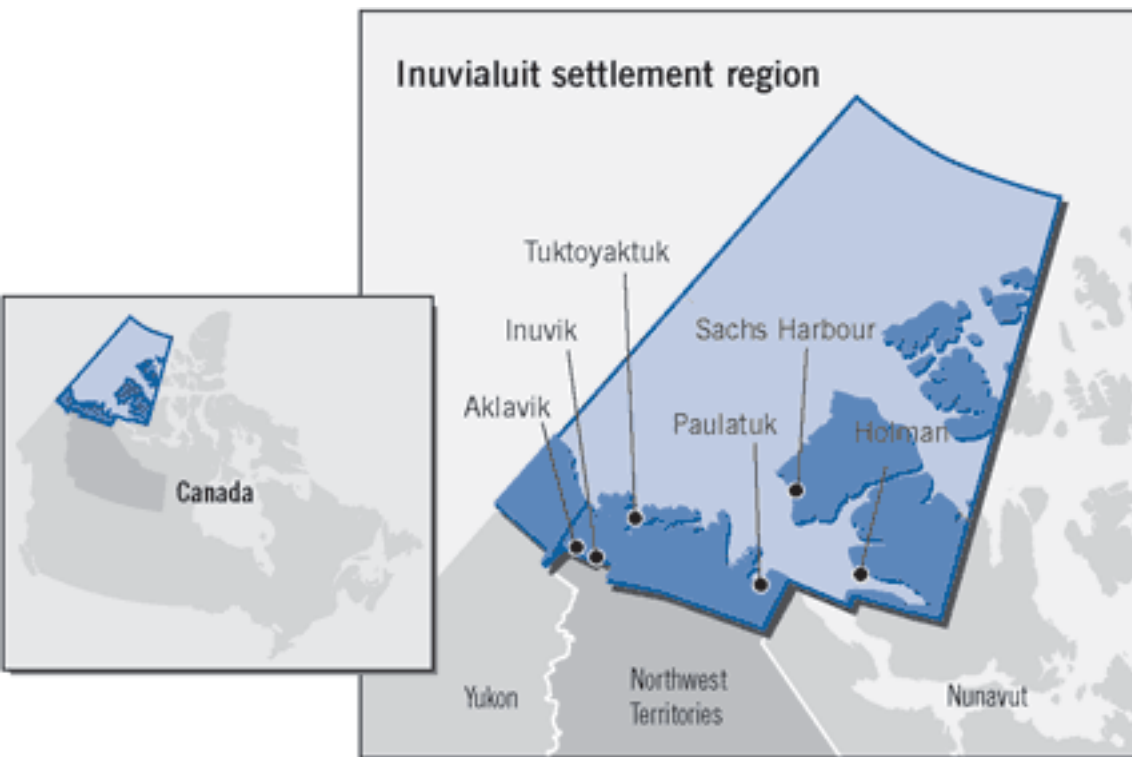 Inuvialuit settlement region
Tuktoyaktuk
Inuvik
Sachs Harbour
Aklavik
Paulatuk
Holman
Canada
Yukon
Northwest
Territories
Nunavut